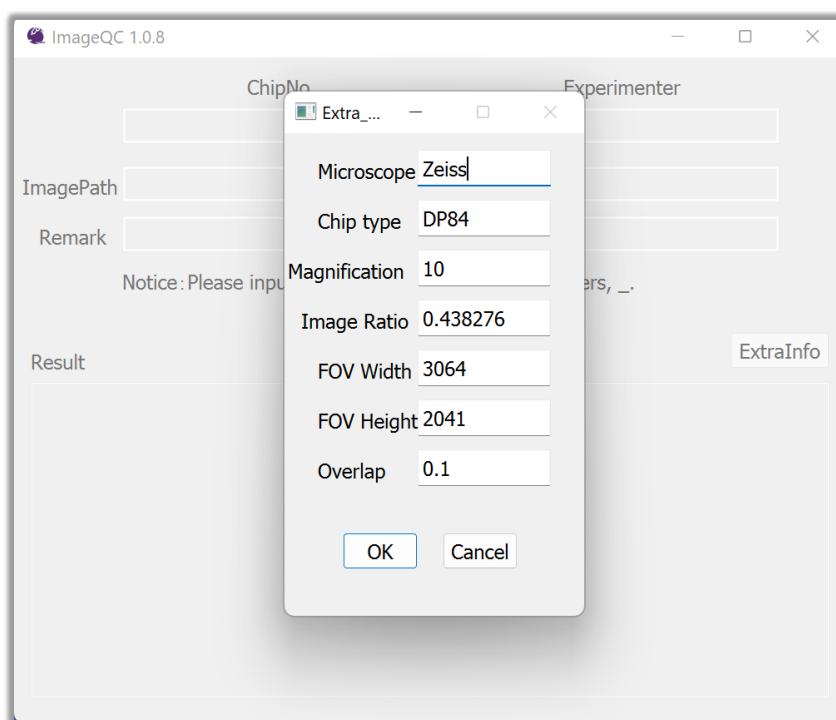 ImageQC 1.0.8
ChipNo
Experimenter
Extra_...
Microscope Zeiss
ImagePath
Chip type DP84
Remark
Magnification 10
Notice:Please inpu
ers, _.
Image Ratio 0.438276
Result
ExtraInfo
FOV Width 3064
FOV Height 2041
Overlap 0.1
OK Cancel